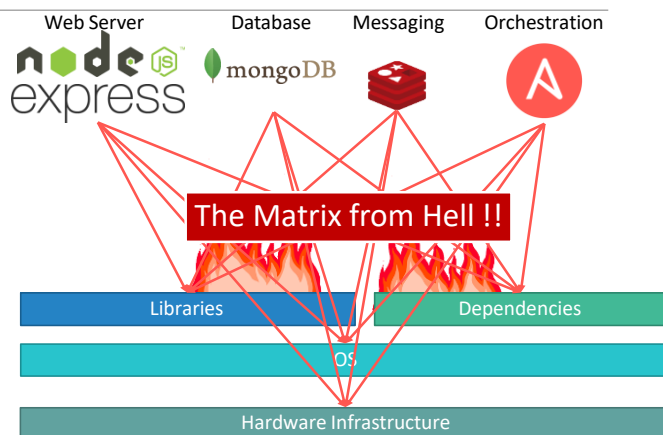 Web Server
Database
Messaging
Orchestration
node
JS
express
mongoDB
A
The Matrix from Hell !!
Libraries
Dependencies
OS
Hardware Infrastructure